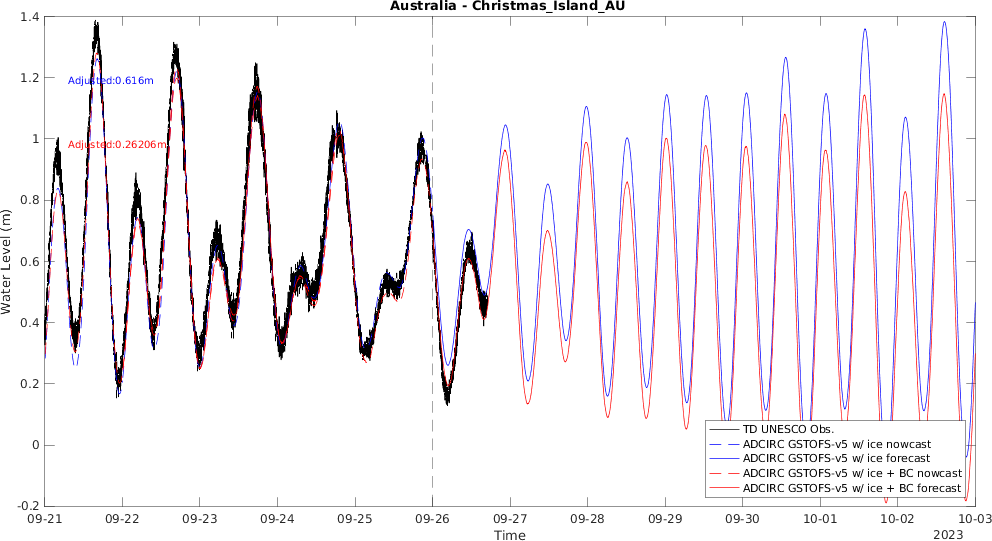 Australia - Christmas_Island_AU
1.4
1.2
1
0.8
0.6
0.4
0.2
0
-0.2
Water Level (m)
Adjusted:0.616m
Adjusted:0.26206m
TD UNESCO Obs.
ADCIRC GSTOFS-v5 w/ ice nowcast
ADCIRC GSTOFS-v5 w/ ice forecast
ADCIRC GSTOFS-v5 w/ ice + BC nowcast
ADCIRC GSTOFS-v5 w/ ice + BC forecast
09-21 09-22 09-23 09-24 09-25 09-26 09-27 09-28 09-29 09-30 10-01 10-02 10-03
Time
2023